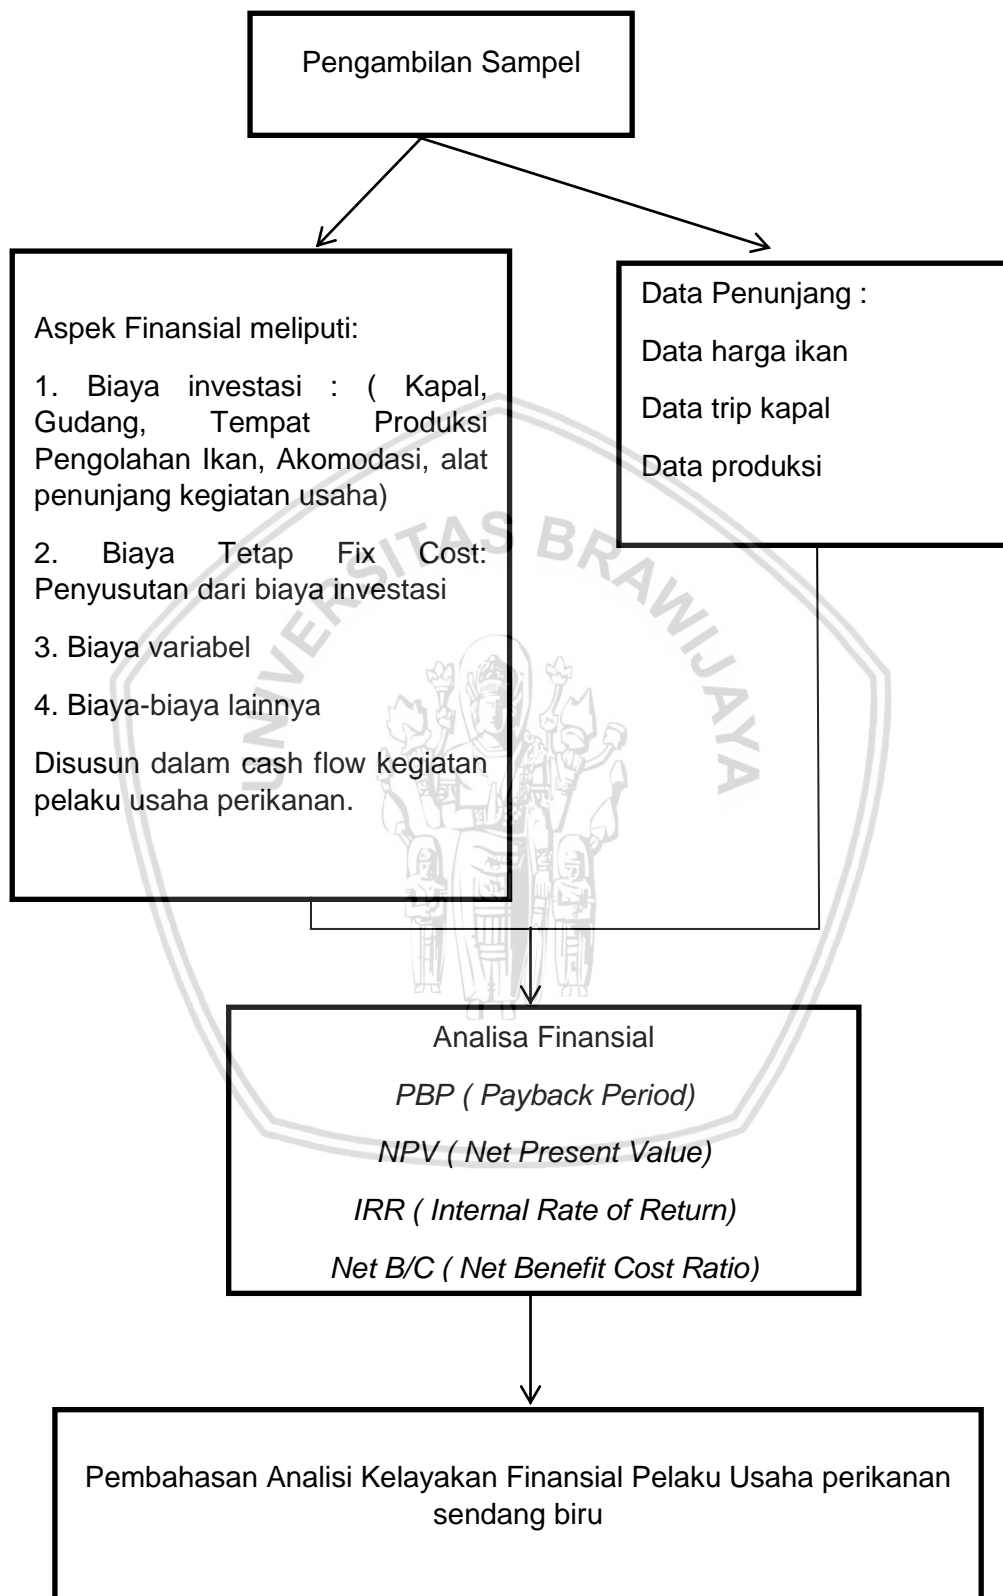 Pengambilan Sampel
Aspek Finansial meliputi:
1. Biaya investasi : ( Kapal,
Gudang, Tempat Produksi
Pengolahan Ikan, Akomodasi, alat
penunjang kegiatan usaha)
2. Biaya Tetap Fix Cost:
Penyusutan dari biaya investasi
3. Biaya variabel
4. Biaya-biaya lainnya
Disusun dalam cash flow kegiatan
pelaku usaha perikanan.
Data Penunjang :
Data harga ikan
Data trip kapal
Data produksi
UNIVERSITAS BRAWIJAYA
Analisa Finansial
PBP ( Payback Period)
NPV ( Net Present Value)
IRR ( Internal Rate of Return)
Net B/C ( Net Benefit Cost Ratio)
Pembahasan Analisi Kelayakan Finansial Pelaku Usaha perikanan
sendang biru